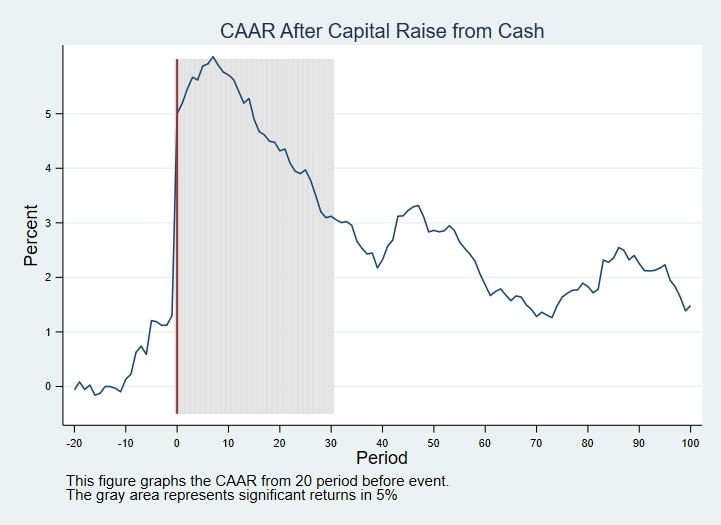 CAAR After Capital Raise from Cash
Percent
5
4
3
2
1
0
-20 -10 0 10 20 30 40 50 60 70 80 90 100
Period
This figure graphs the CAAR from 20 period before event.
The gray area represents significant returns in 5%